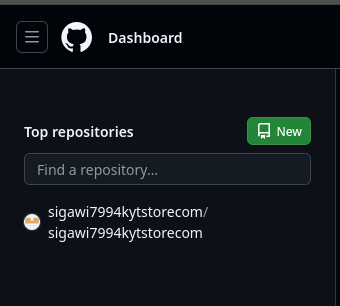 Dashboard
Top repositories
New
Find a repository...
sigawi7994kytstorecom/
sigawi7994kytstorecom